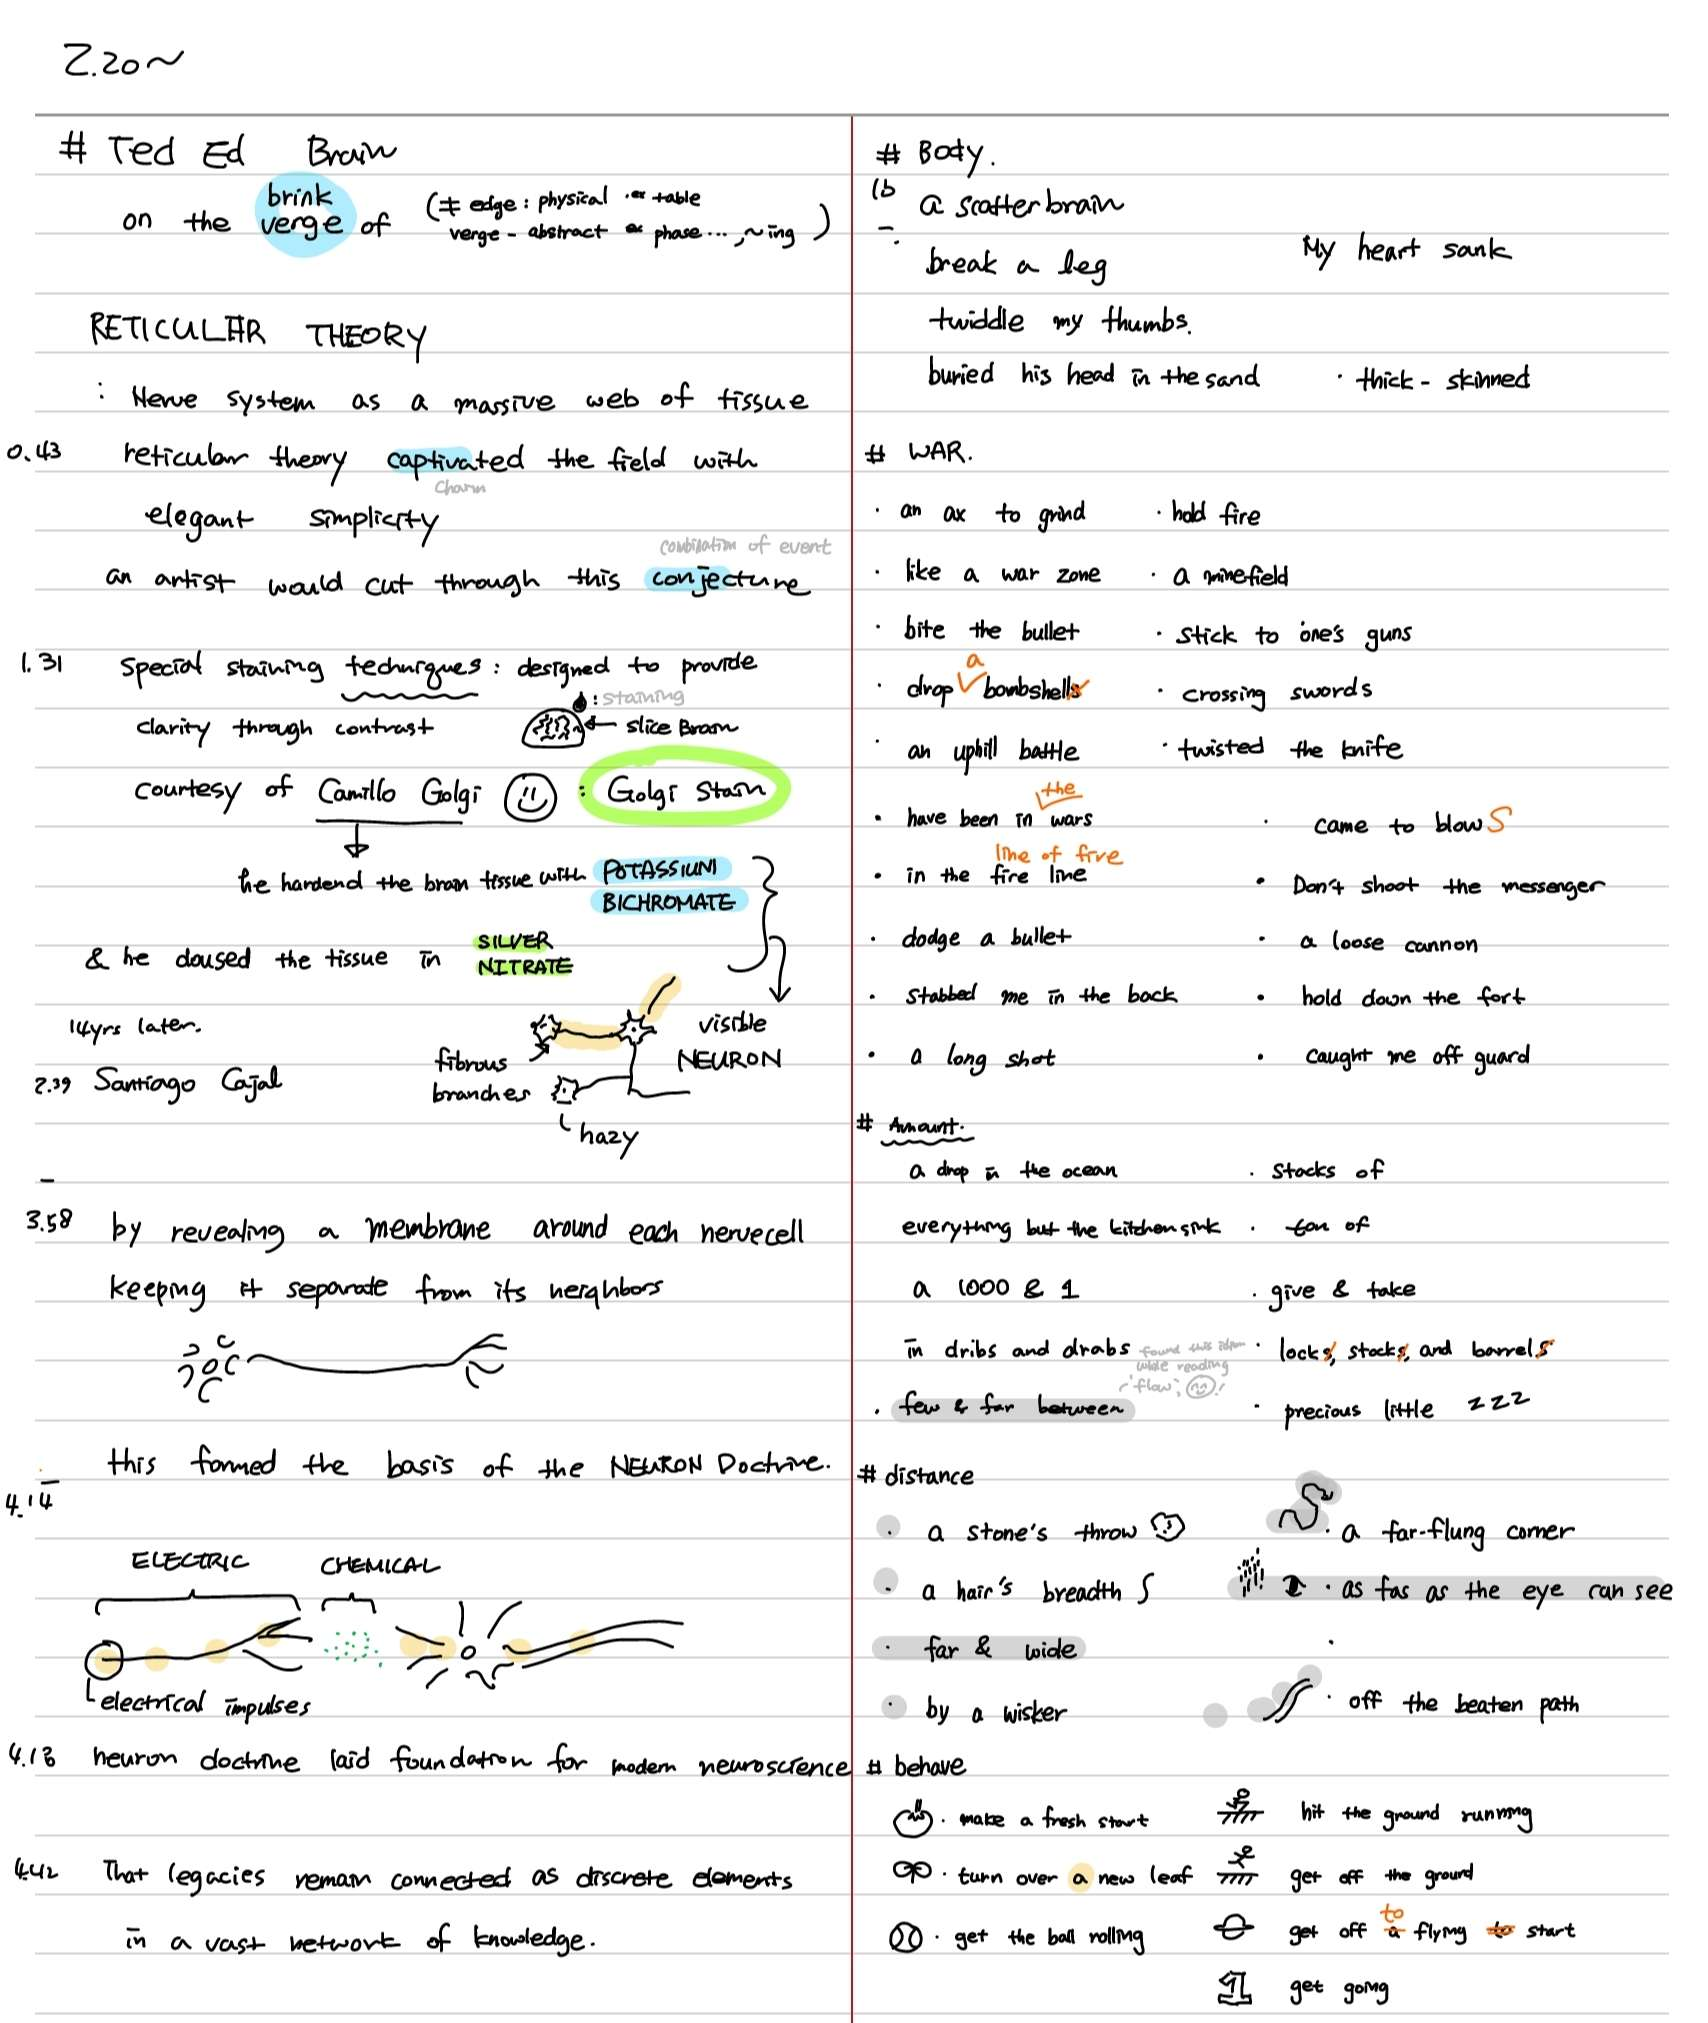 2.20~
# Ted Ed Brain
brink
on the verge of (≠ edge : physical ex table
verge - abstract ex phase ..., ~ing )
RETICULAR THEORY
: Nerve system as a massive web of tissue
0.43 reticular theory captivated the field with
charm
elegant simplicity
combination of event
an artist would cut through this conjecture
1.31 Special staining techniques : designed to provide
: staining
clarity through contrast ← slice Brain
courtesy of Camillo Golgi : Golgi Stain
he hardend the brain tissue with POTASSIUM
BICHROMATE
& he doused the tissue in SILVER
NITRATE
14yrs later.
visible
NEURON
fibrous
branches
2.39 Santiago Cajal
hazy
3.58 by revealing a membrane around each nervecell
keeping it separate from its neighbors
this formed the basis of the NEURON Doctrine.
4.14
ELECTRIC CHEMICAL
electrical impulses
4.18 neuron doctrine laid foundation for modern neuroscience
4.42 That legacies remain connected as discrete elements
in a vast network of knowledge.
# Body.
16 a scatterbrain
break a leg My heart sank
twiddle my thumbs.
buried his head in the sand · thick-skinned
# WAR.
· an ax to grind · hold fire
· like a war zone · a minefield
· bite the bullet · stick to one's guns
a
· drop bombshells · crossing swords
· an uphill battle · twisted the knife
the
· have been in wars · came to blows
line of fire
· in the fire line · Don't shoot the messenger
· dodge a bullet · a loose cannon
· stabbed me in the back · hold down the fort
· a long shot · caught me off guard
# Amount.
a drop in the ocean · stacks of
everything but the kitchen sink · ton of
a 1000 & 1 · give & take
in dribs and drabs · locks, stocks, and barrels
found this idiom
while reading
'flow',
· few & far between · precious little zzz
# distance
· a stone's throw · a far-flung corner
· a hair's breadth · as fas as the eye can see
· far & wide ·
· by a wisker · off the beaten path
# behave
· make a fresh start hit the ground running
· turn over a new leaf get off the ground
to
· get the ball rolling get off a flying to start
get going